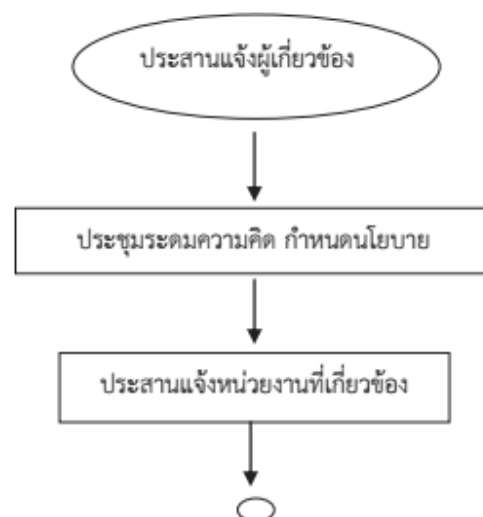 ประสานแจ้งผู้เกี่ยวข้อง
ประชุมระดมความคิด กำหนดนโยบาย
ประสานแจ้งหน่วยงานที่เกี่ยวข้อง